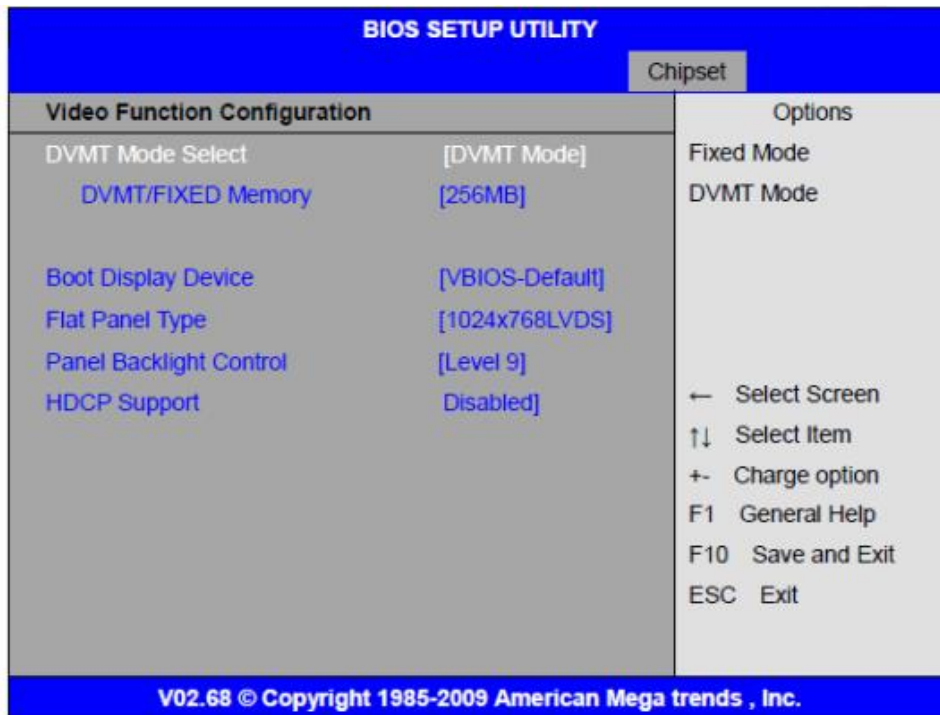 BIOS SETUP UTILITY
Chipset
Video Function Configuration
DVMT Mode Select [DVMT Mode]
DVMT/FIXED Memory [256MB]
Boot Display Device [VBIOS-Default]
Flat Panel Type [1024x768LVDS]
Panel Backlight Control [Level 9]
HDCP Support Disabled]
Options
Fixed Mode
DVMT Mode
← Select Screen
↑↓ Select Item
+- Charge option
F1 General Help
F10 Save and Exit
ESC Exit
V02.68 © Copyright 1985-2009 American Mega trends , Inc.